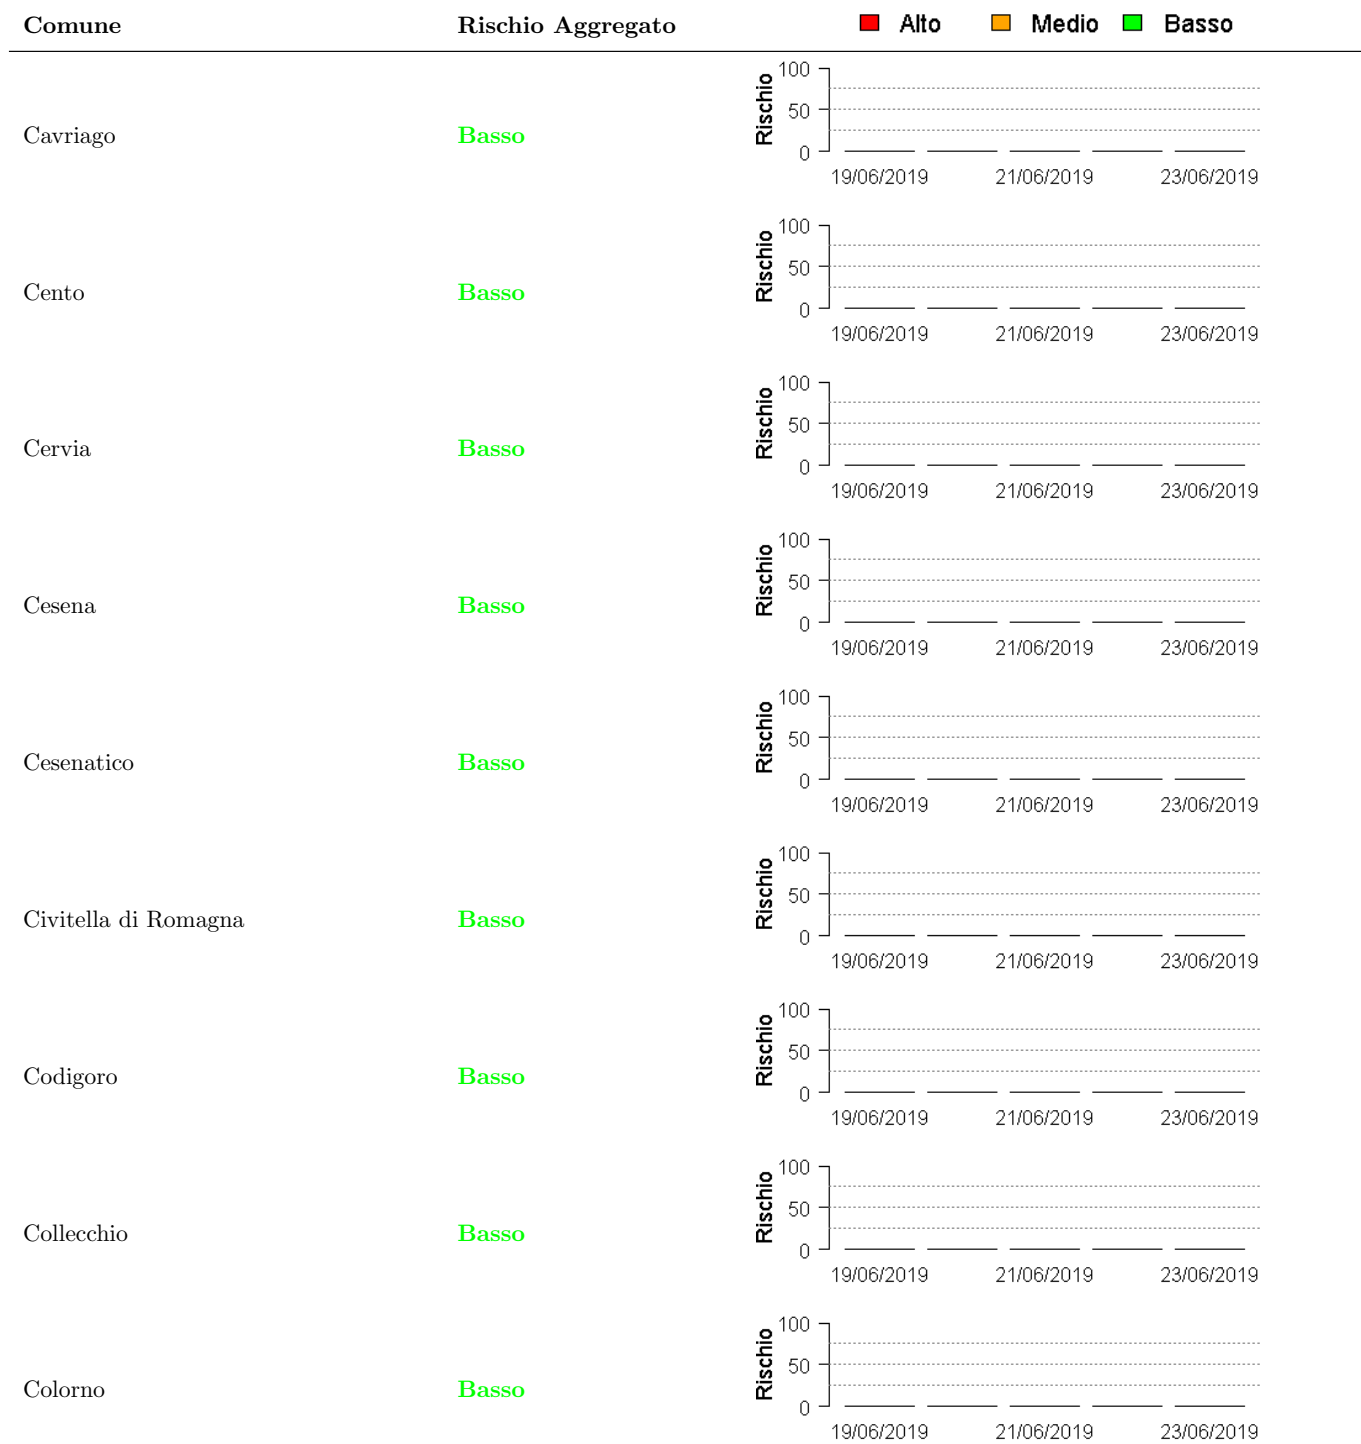 Comune Rischio Aggregato Alto Medio Basso
100
50
0
Rischio
Cavriago Basso
19/06/2019 21/06/2019 23/06/2019
100
50
0
Rischio
Cento Basso
19/06/2019 21/06/2019 23/06/2019
100
50
0
Rischio
Cervia Basso
19/06/2019 21/06/2019 23/06/2019
100
50
0
Rischio
Cesena Basso
19/06/2019 21/06/2019 23/06/2019
100
50
0
Rischio
Cesenatico Basso
19/06/2019 21/06/2019 23/06/2019
100
50
0
Rischio
Civitella di Romagna Basso
19/06/2019 21/06/2019 23/06/2019
100
50
0
Rischio
Codigoro Basso
19/06/2019 21/06/2019 23/06/2019
100
50
0
Rischio
Collecchio Basso
19/06/2019 21/06/2019 23/06/2019
100
50
0
Rischio
Colorno Basso
19/06/2019 21/06/2019 23/06/2019